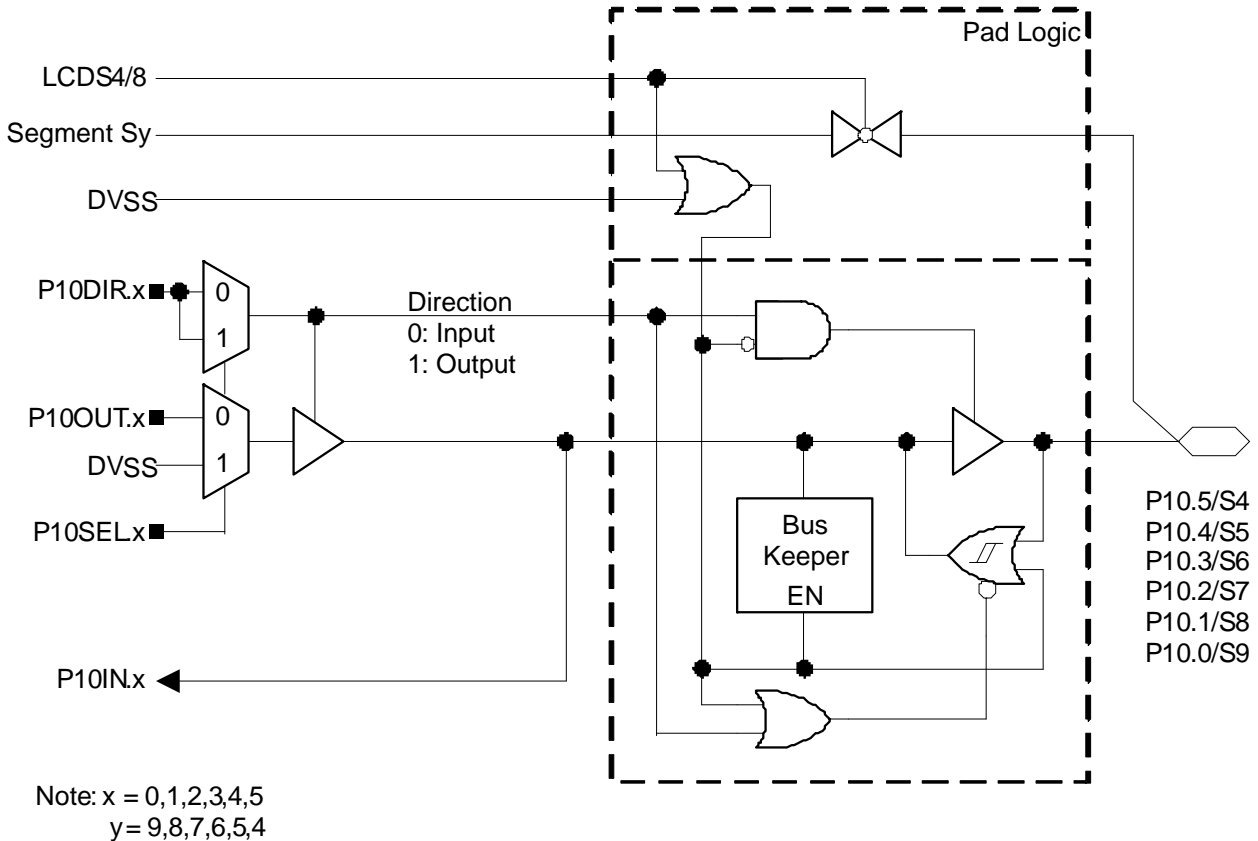 Pad Logic
LCDS4/8
Segment Sy
DVSS
P10DIR.x
0
1
Direction
0: Input
1: Output
P10OUT.x
0
DVSS
1
P10SEL.x
Bus
Keeper
EN
P10.5/S4
P10.4/S5
P10.3/S6
P10.2/S7
P10.1/S8
P10.0/S9
P10IN.x
Note: x = 0,1,2,3,4,5
y = 9,8,7,6,5,4